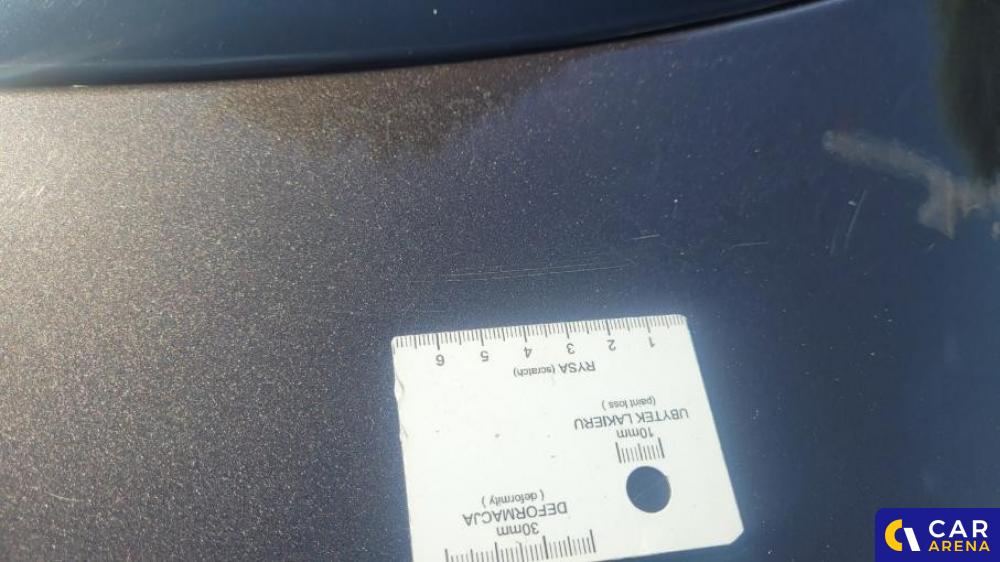 1 2 3 4 5 6
RYSA (scratch)
UBYTEK LAKIERU
(paint loss )
10mm
DEFORMACJA
( deformity )
30mm
CAR
ARENA